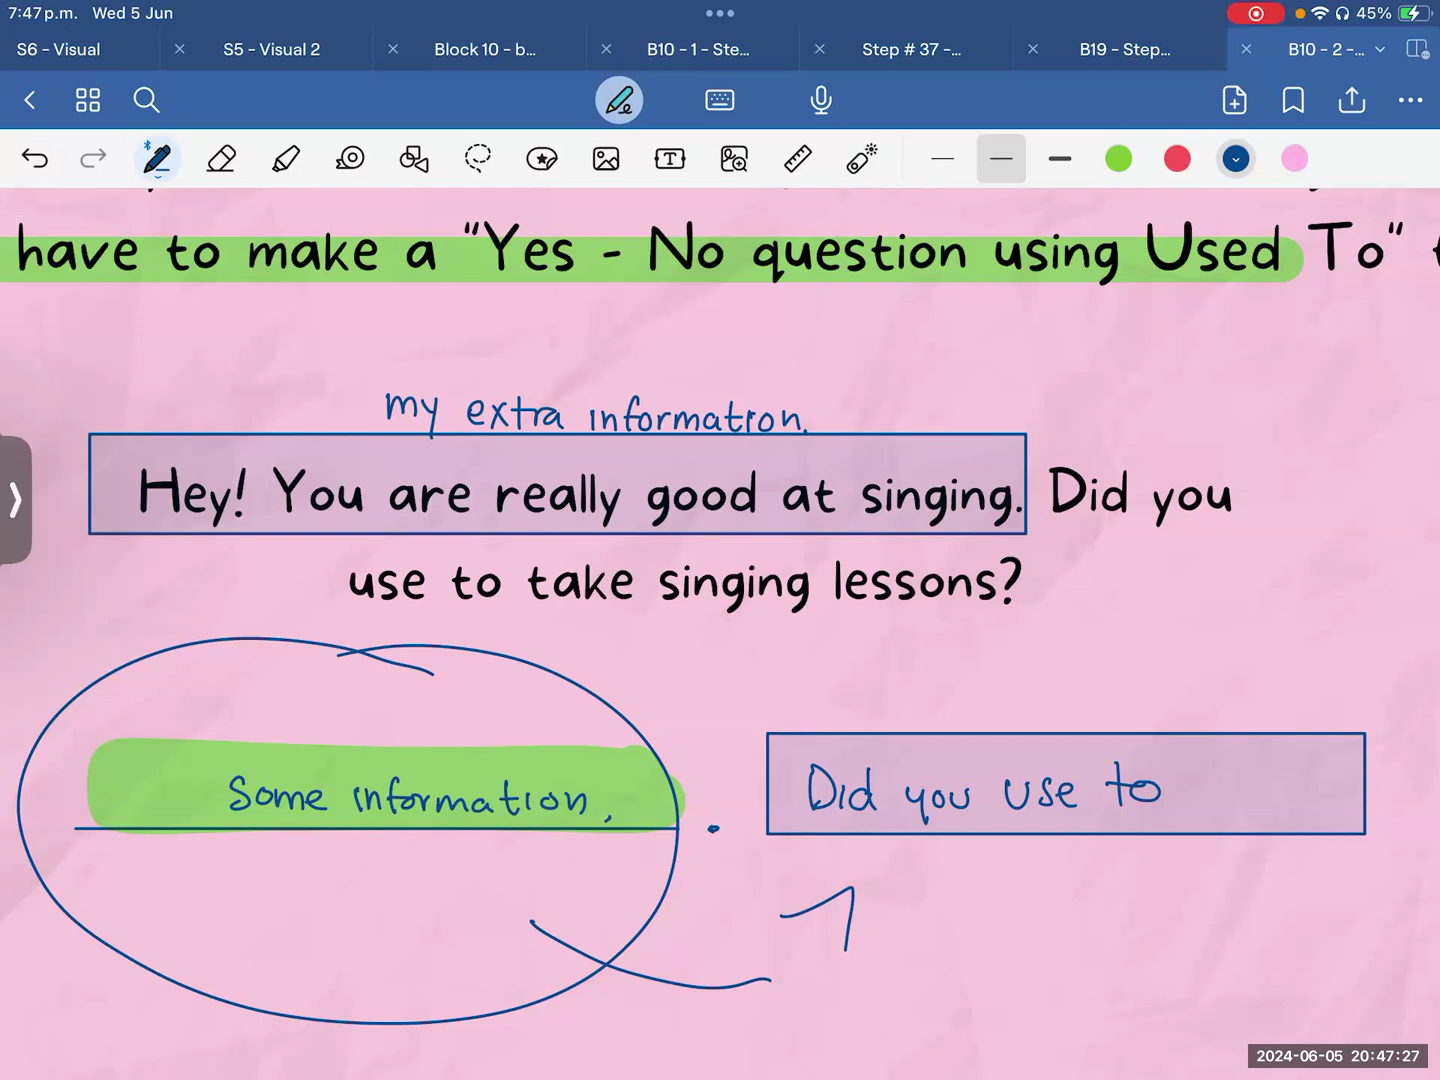 7:47 p.m. Wed 5 Jun
45%
S6 - Visual
S5 - Visual 2
Block 10 - b...
B10 - 1 - Ste...
Step # 37 -...
B19 - Step...
B10 - 2 -...
have to make a "Yes - No question using Used To"
my extra information.
Hey! You are really good at singing. Did you
use to take singing lessons?
Some information,
Did you use to
2024-06-05 20:47:27